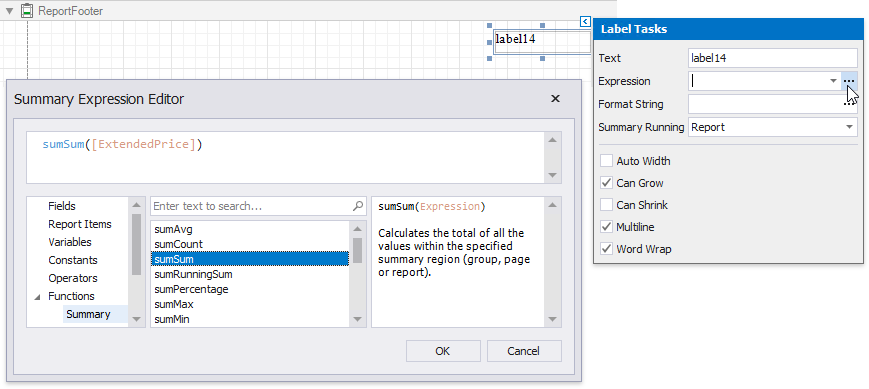 ReportFooter
label14
Label Tasks
Text label14
Expression
Format String
Summary Running Report
Auto Width
Can Grow
Can Shrink
Multiline
Word Wrap
Summary Expression Editor
sumSum([ExtendedPrice])
Fields
Report Items
Variables
Constants
Operators
Functions
Summary
Enter text to search...
sumAvg
sumCount
sumSum
sumRunningSum
sumPercentage
sumMax
sumMin
sumSum(Expression)
Calculates the total of all the
values within the specified
summary region (group, page
or report).
OK Cancel